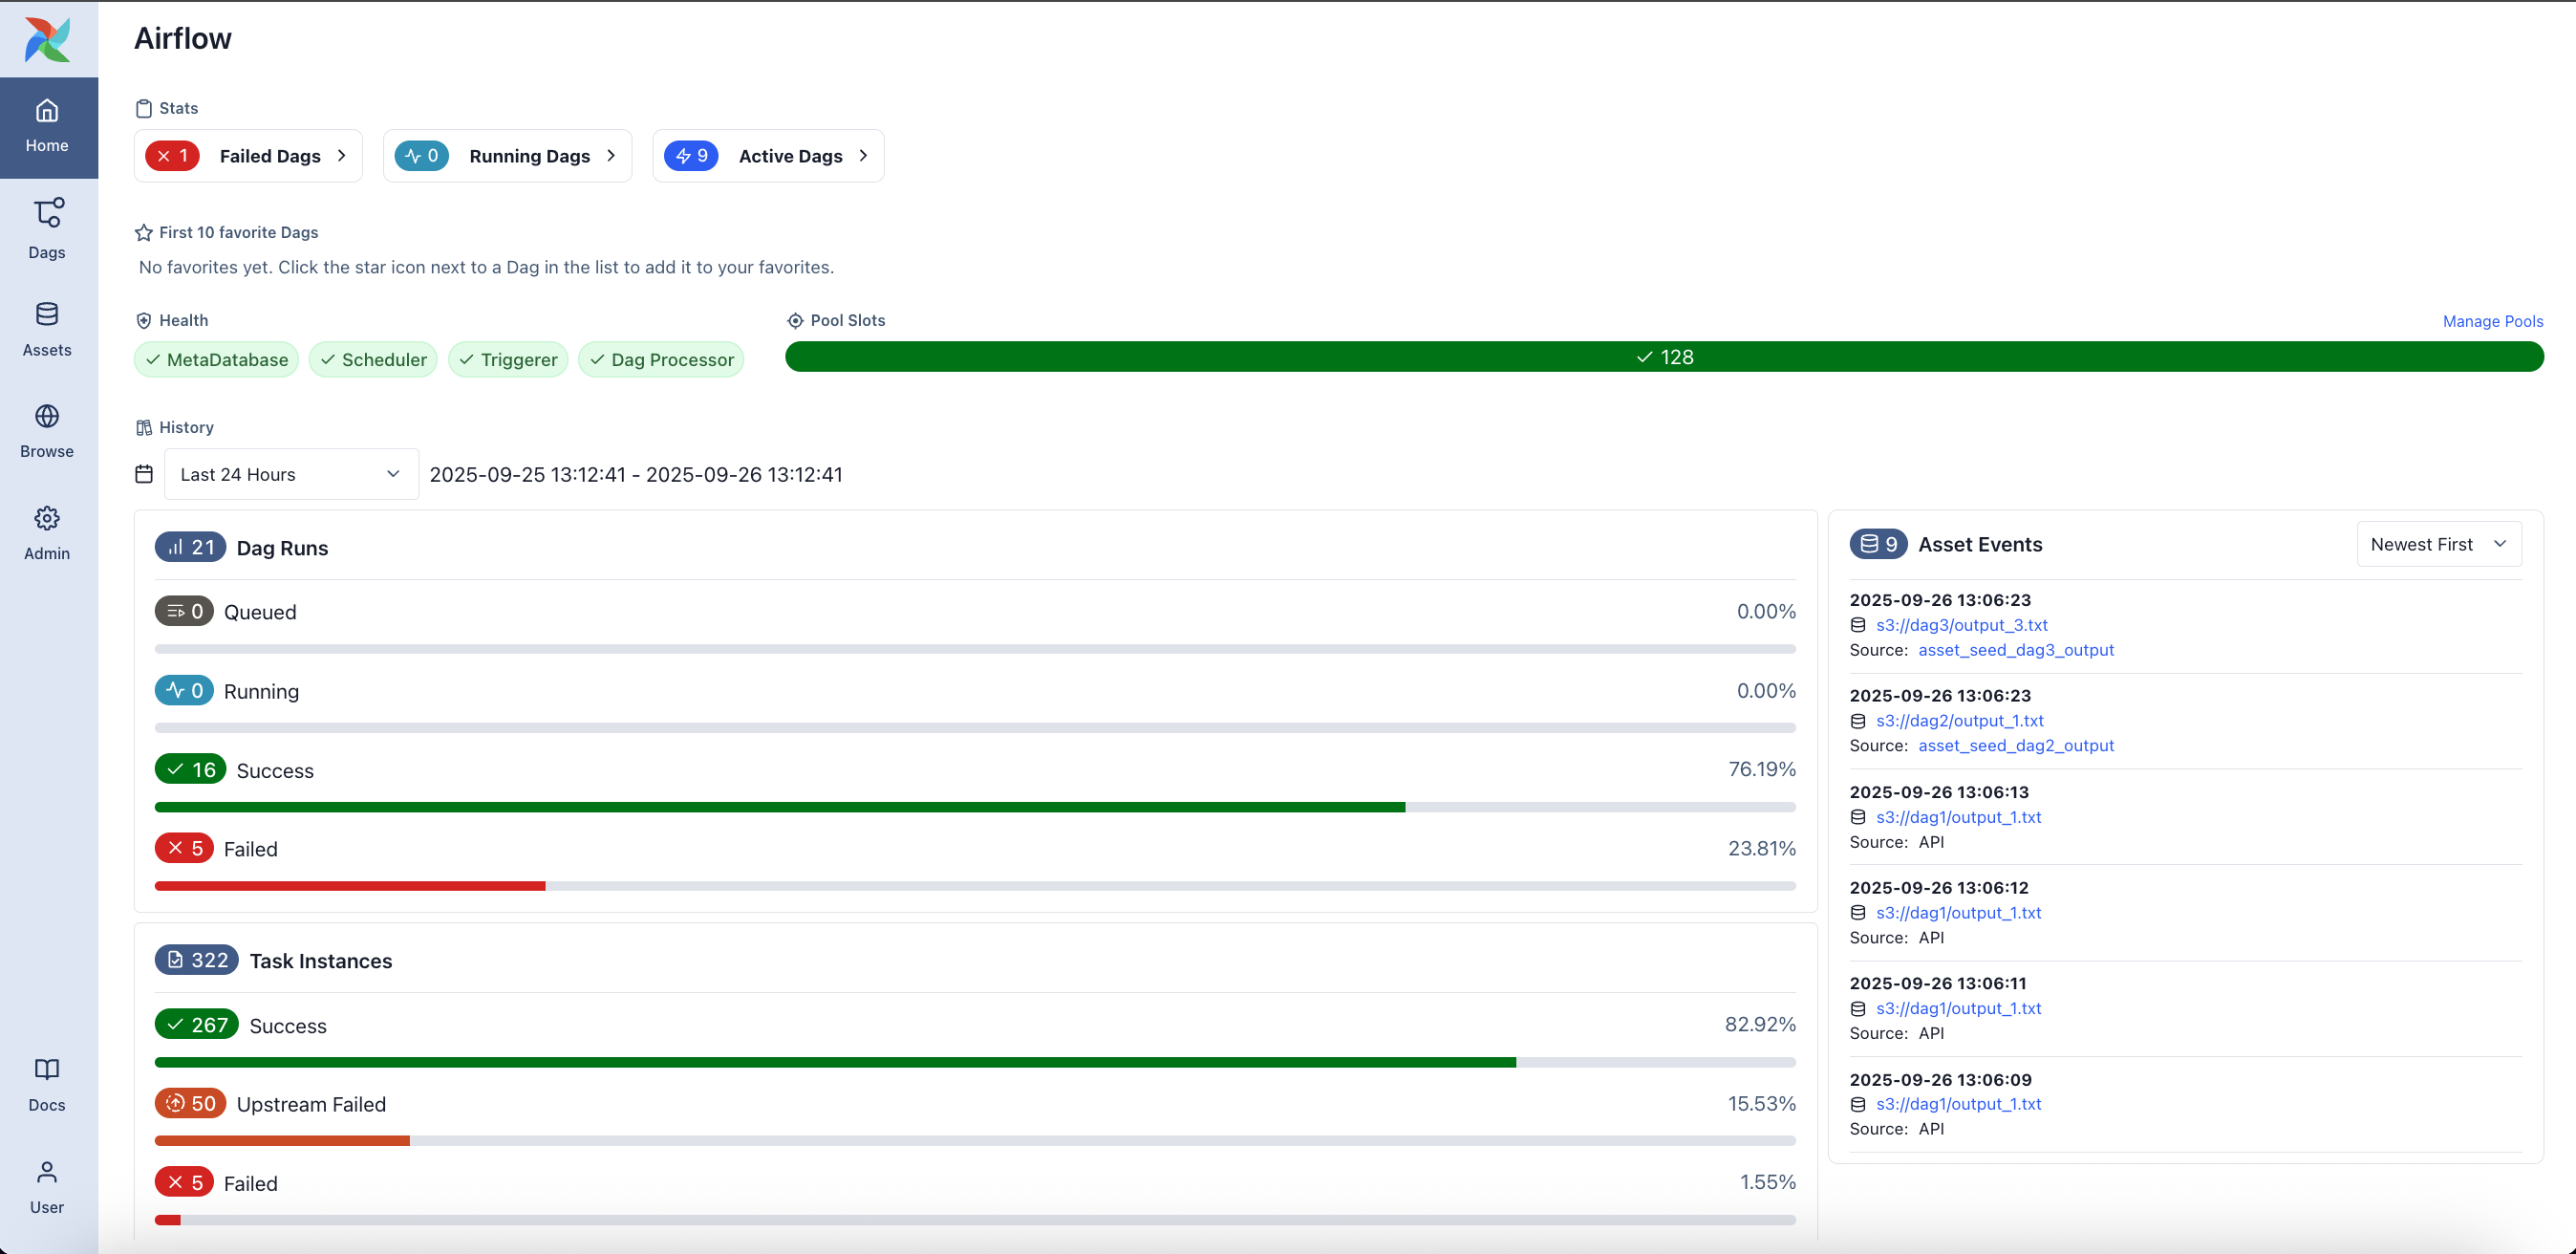 Airflow
Home
Dags
Assets
Browse
Admin
Docs
User
Stats
1 Failed Dags
0 Running Dags
9 Active Dags
First 10 favorite Dags
No favorites yet. Click the star icon next to a Dag in the list to add it to your favorites.
Health
MetaDatabase Scheduler Triggerer Dag Processor
Pool Slots Manage Pools
128
History
Last 24 Hours 2025-09-25 13:12:41 - 2025-09-26 13:12:41
21 Dag Runs
0 Queued 0.00%
0 Running 0.00%
16 Success 76.19%
5 Failed 23.81%
322 Task Instances
267 Success 82.92%
50 Upstream Failed 15.53%
5 Failed 1.55%
9 Asset Events Newest First
2025-09-26 13:06:23
s3://dag3/output_3.txt
Source: asset_seed_dag3_output
2025-09-26 13:06:23
s3://dag2/output_1.txt
Source: asset_seed_dag2_output
2025-09-26 13:06:13
s3://dag1/output_1.txt
Source: API
2025-09-26 13:06:12
s3://dag1/output_1.txt
Source: API
2025-09-26 13:06:11
s3://dag1/output_1.txt
Source: API
2025-09-26 13:06:09
s3://dag1/output_1.txt
Source: API